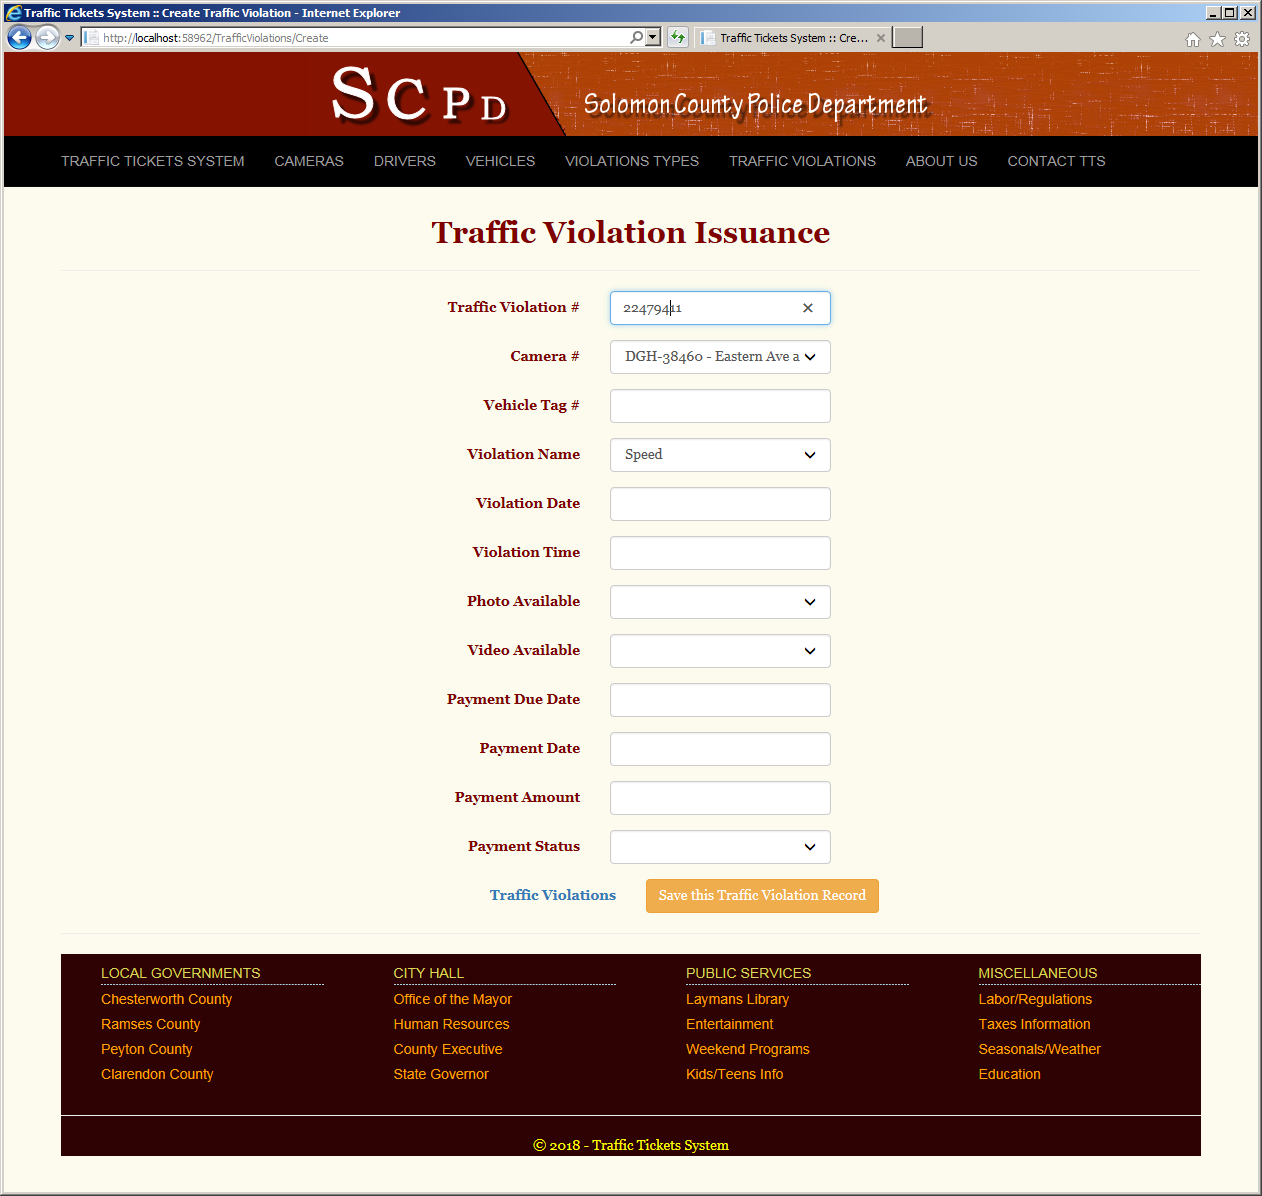 Traffic Tickets System :: Create Traffic Violation - Internet Explorer
http://localhost:58962/TrafficViolations/Create
Traffic Tickets System :: Cre...
SCPD
Solomon County Police Department
TRAFFIC TICKETS SYSTEM CAMERAS DRIVERS VEHICLES VIOLATIONS TYPES TRAFFIC VIOLATIONS ABOUT US CONTACT TTS
Traffic Violation Issuance
Traffic Violation # 22479411
Camera # DGH-38460 - Eastern Ave a
Vehicle Tag #
Violation Name Speed
Violation Date
Violation Time
Photo Available
Video Available
Payment Due Date
Payment Date
Payment Amount
Payment Status
Traffic Violations Save this Traffic Violation Record
LOCAL GOVERNMENTS CITY HALL PUBLIC SERVICES MISCELLANEOUS
Chesterworth County Office of the Mayor Laymans Library Labor/Regulations
Ramses County Human Resources Entertainment Taxes Information
Peyton County County Executive Weekend Programs Seasonals/Weather
Clarendon County State Governor Kids/Teens Info Education
© 2018 - Traffic Tickets System